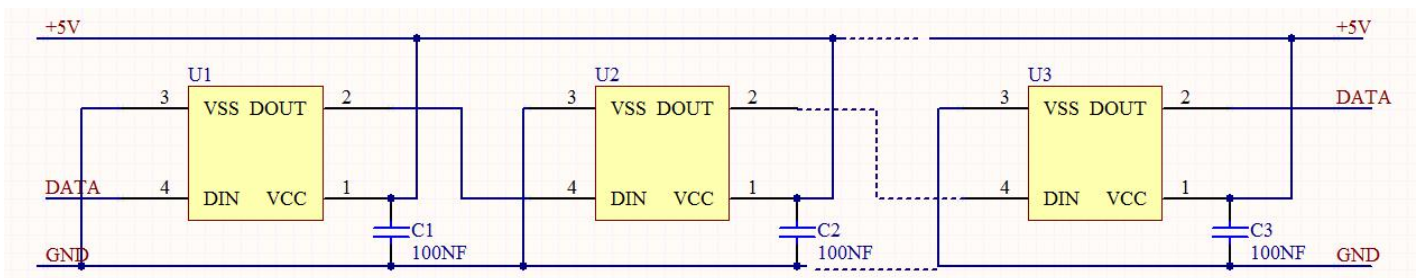 +5V +5V
U1 U2 U3
3 VSS DOUT 2 3 VSS DOUT 2 3 VSS DOUT 2 DATA
DATA 4 DIN VCC 1 4 DIN VCC 1 4 DIN VCC 1
C1 C2 C3
GND 100NF 100NF 100NF GND